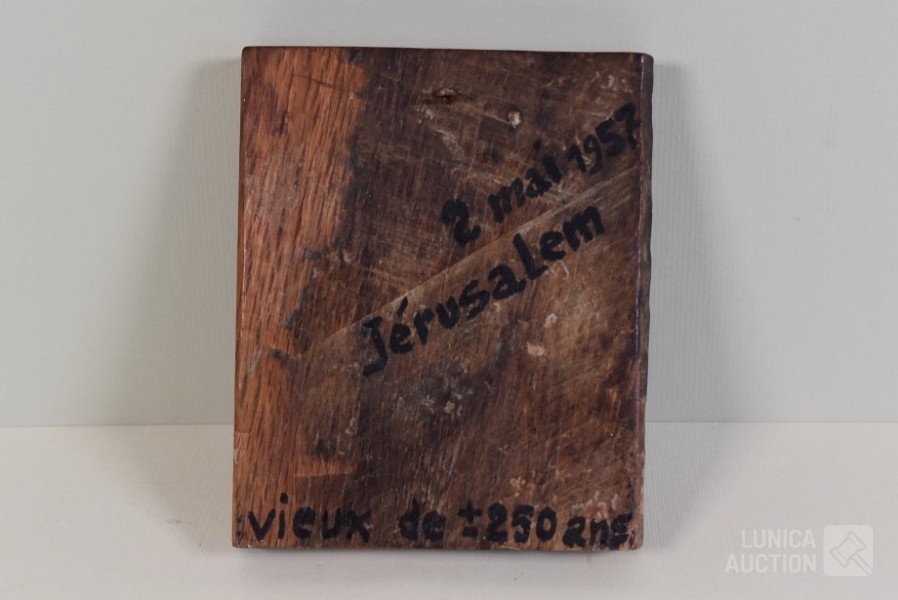 2 mai 1957
Jérusalem
vieux de ±250 ans
LUNICA
AUCTION